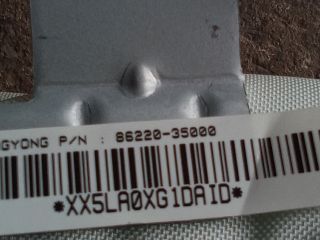 GYONG P/N : 86220-35000
*XX5LA0XG1DAID*